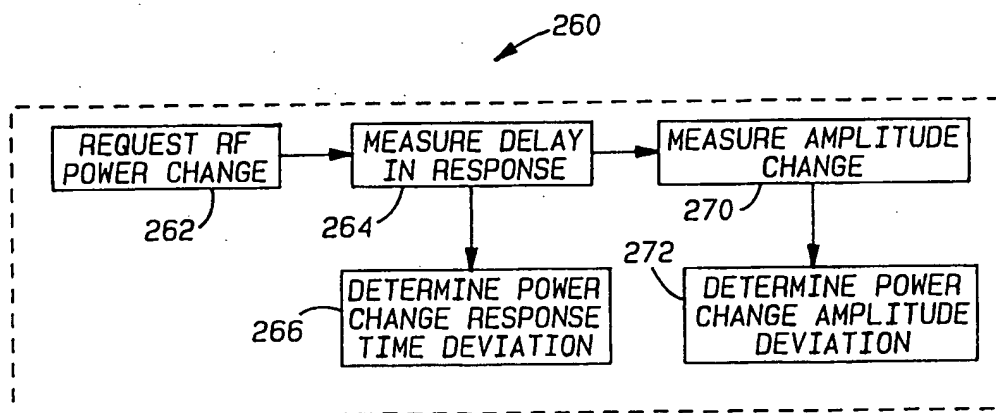 260
REQUEST RF
POWER CHANGE
262
MEASURE DELAY
IN RESPONSE
264
MEASURE AMPLITUDE
CHANGE
270
266
DETERMINE POWER
CHANGE RESPONSE
TIME DEVIATION
272
DETERMINE POWER
CHANGE AMPLITUDE
DEVIATION